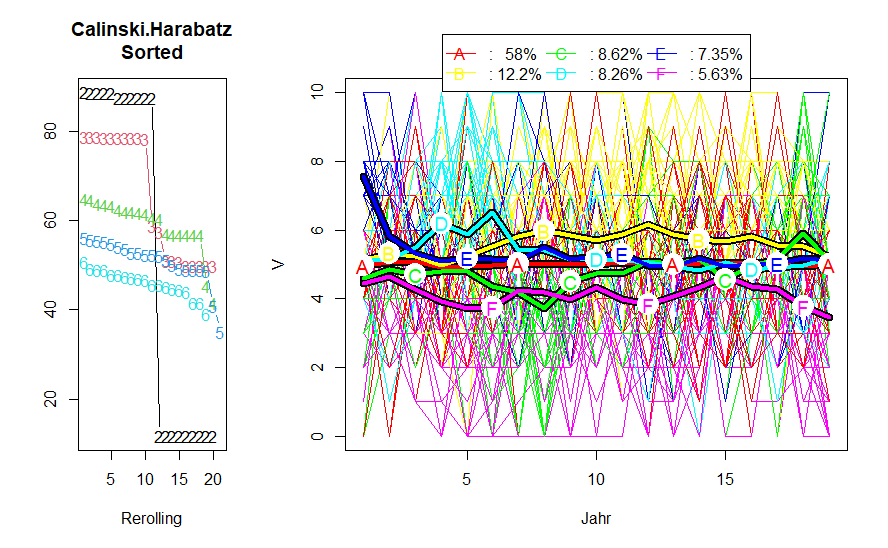 Calinski.Harabatz
Sorted
A : 58% C : 8.62% E : 7.35%
B : 12.2% D : 8.26% F : 5.63%
80
60
40
20
5 10 15 20
Rerolling
10
8
6
4
2
0
V
A B C D E F
5 10 15
Jahr